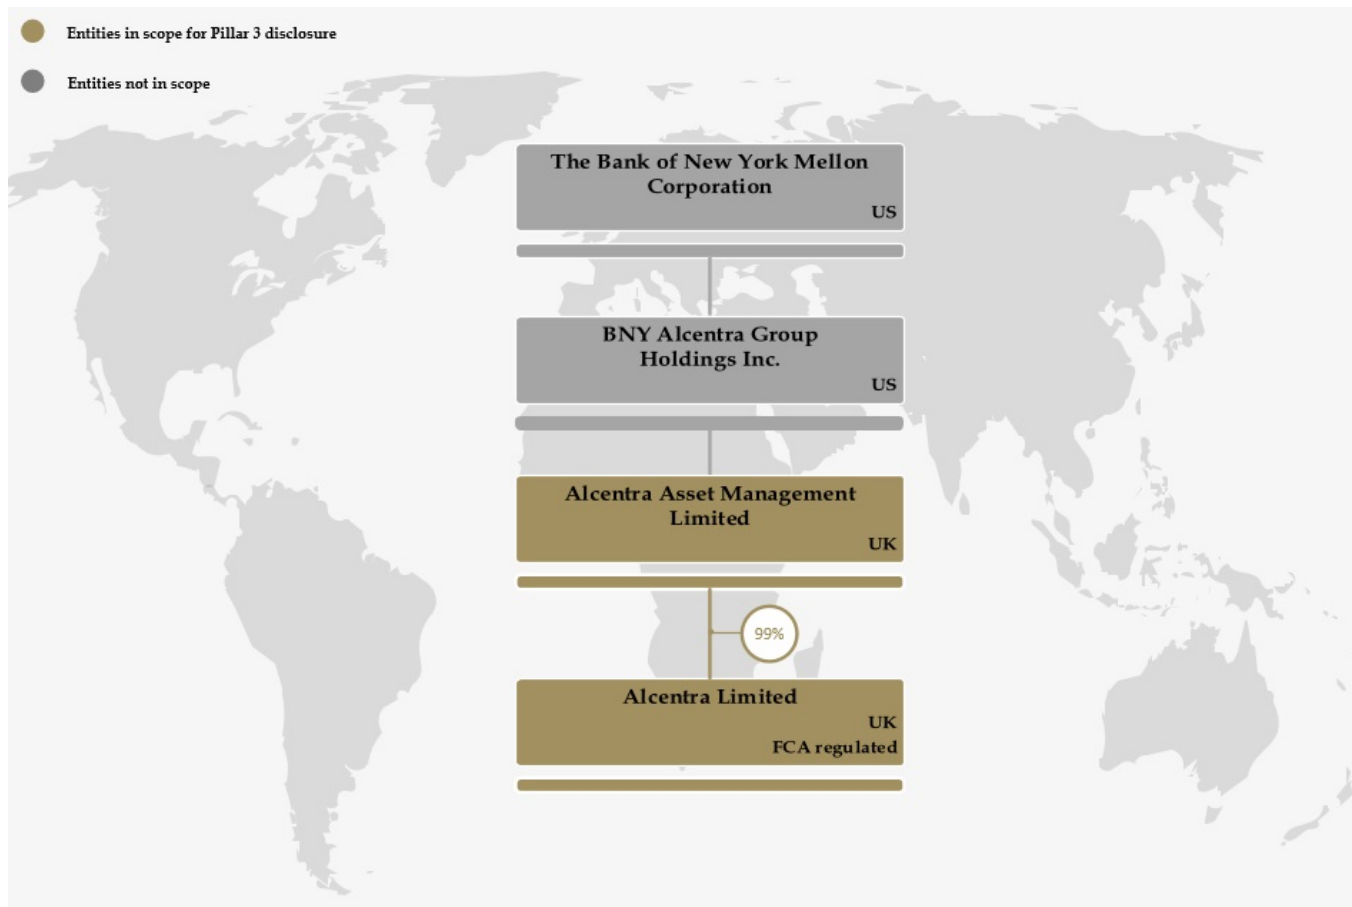 Entities in scope for Pillar 3 disclosure
Entities not in scope
The Bank of New York Mellon
Corporation
US
BNY Alcentra Group
Holdings Inc.
US
Alcentra Asset Management
Limited
UK
99%
Alcentra Limited
UK
FCA regulated